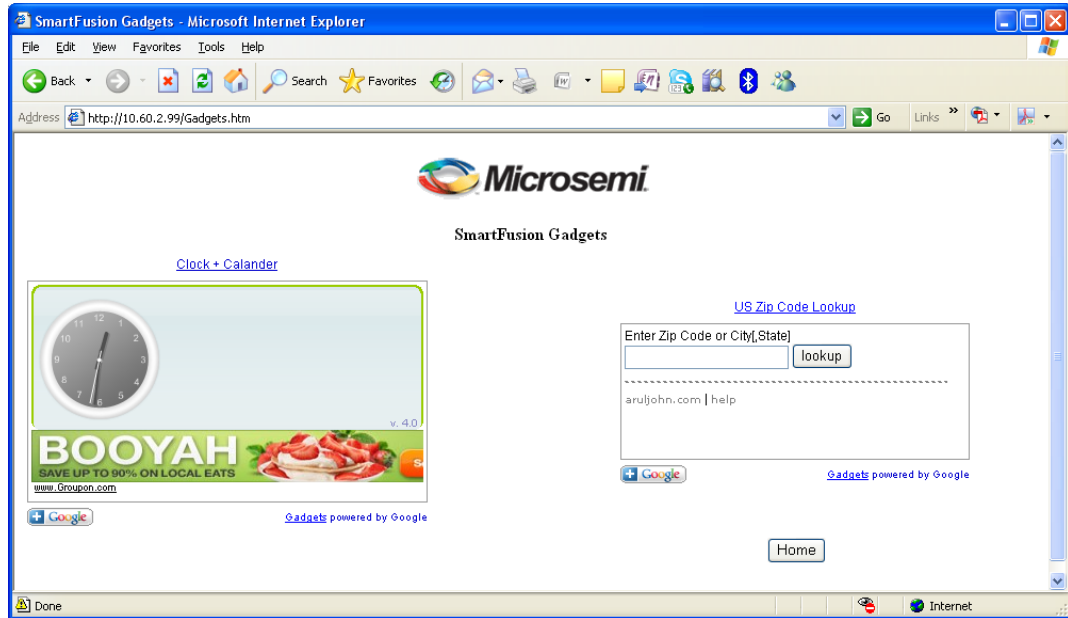 SmartFusion Gadgets - Microsoft Internet Explorer
File Edit View Favorites Tools Help
Back Search Favorites
Address http://10.60.2.99/Gadgets.htm Go Links »
Microsemi
SmartFusion Gadgets
Clock + Calander
12
1
2
4
5
6
7
8
9
10
11
v. 4.0
BOOYAH
SAVE UP TO 90% ON LOCAL EATS
www.Groupon.com
Google
Gadgets powered by Google
US Zip Code Lookup
Enter Zip Code or City[,State]
lookup
aruljohn.com | help
Google
Gadgets powered by Google
Home
Done Internet